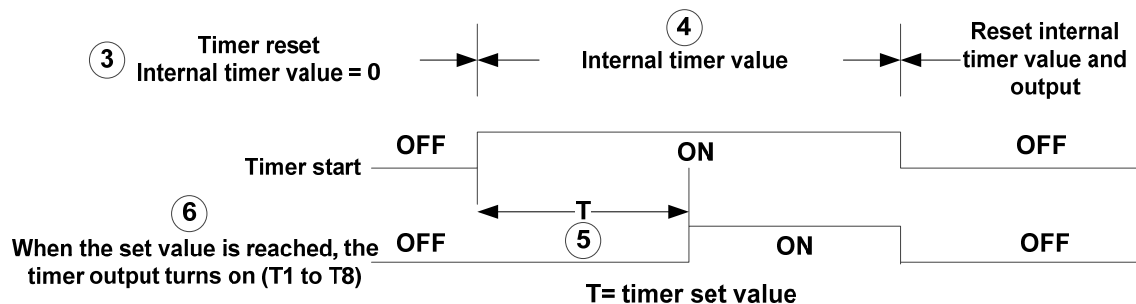 3
Timer reset
Internal timer value = 0
4
Internal timer value
Reset internal
timer value and
output
Timer start
OFF
ON
OFF
6
When the set value is reached, the
timer output turns on (T1 to T8)
OFF
T
5
ON
OFF
T= timer set value